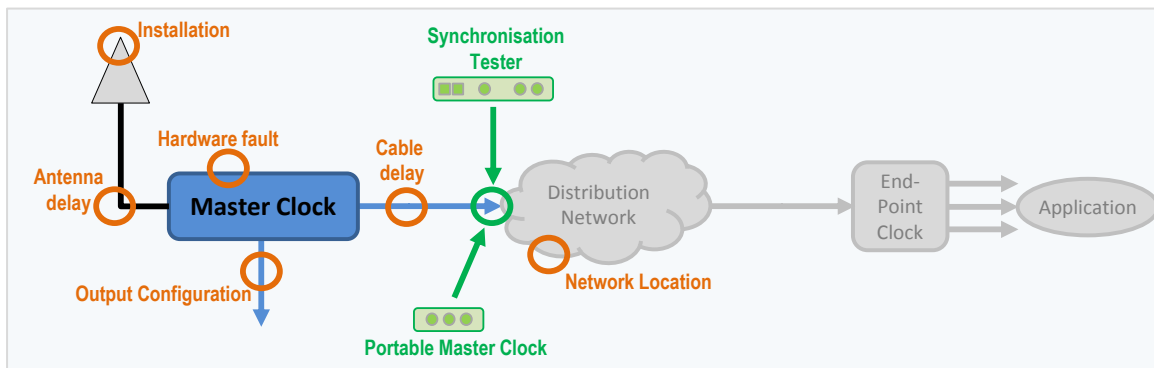 Installation
Synchronisation
Tester
Hardware fault
Cable
delay
Antenna
delay
Master Clock
Distribution
Network
End-
Point
Clock
Application
Output Configuration
Network Location
Portable Master Clock